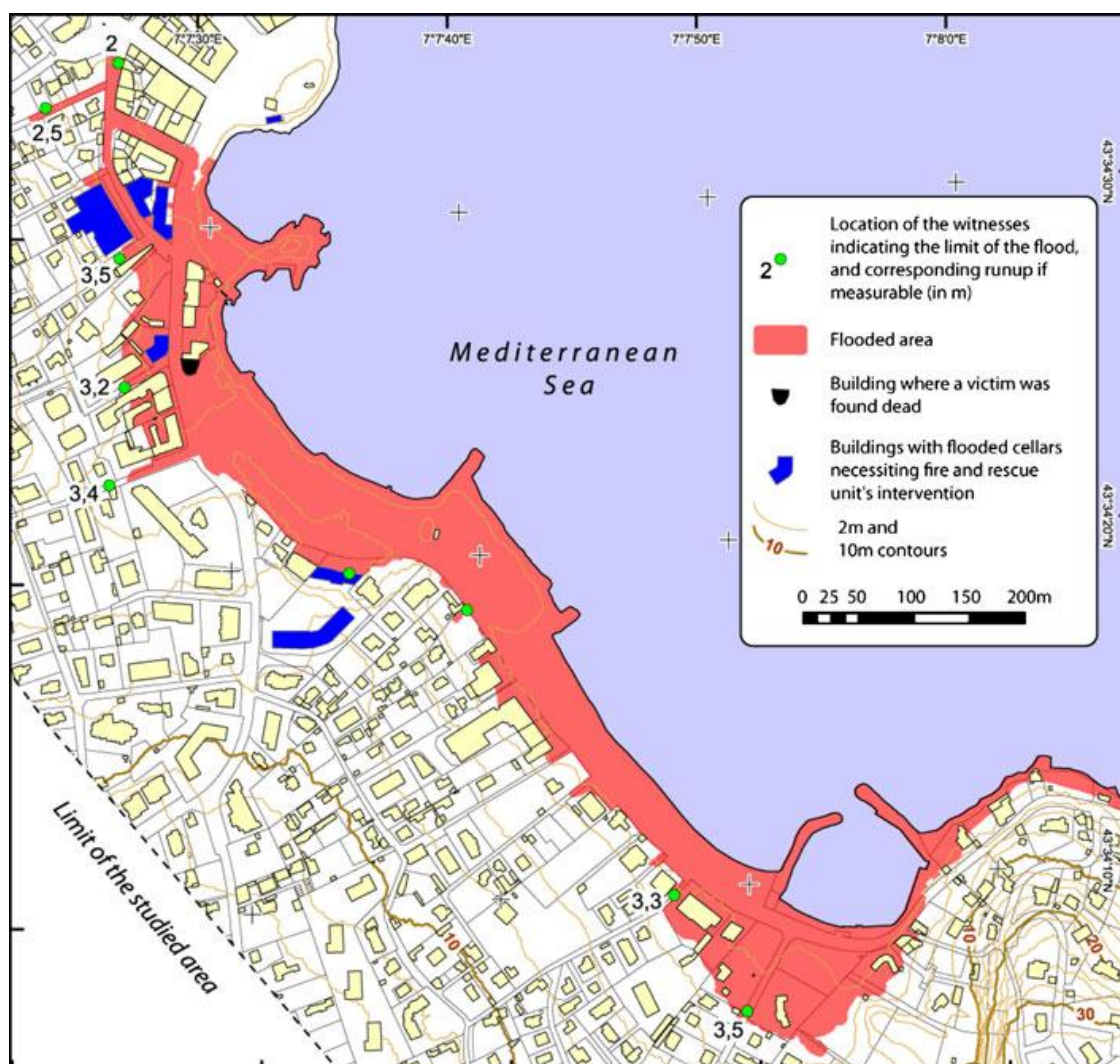 7°7'30"E
7°7'40"E
7°7'50"E
7°8'0"E
2
2,5
3,5
3,2
3,4
3,3
3,5
43°34'30"N
43°34'20"N
43°34'10"N
Mediterranean
Sea
Limit of the studied area
10
10
20
30
2
Location of the witnesses
indicating the limit of the flood,
and corresponding runup if
measurable (in m)
Flooded area
Building where a victim was
found dead
Buildings with flooded cellars
necessiting fire and rescue
unit's intervention
10
2m and
10m contours
0 25 50 100 150 200m